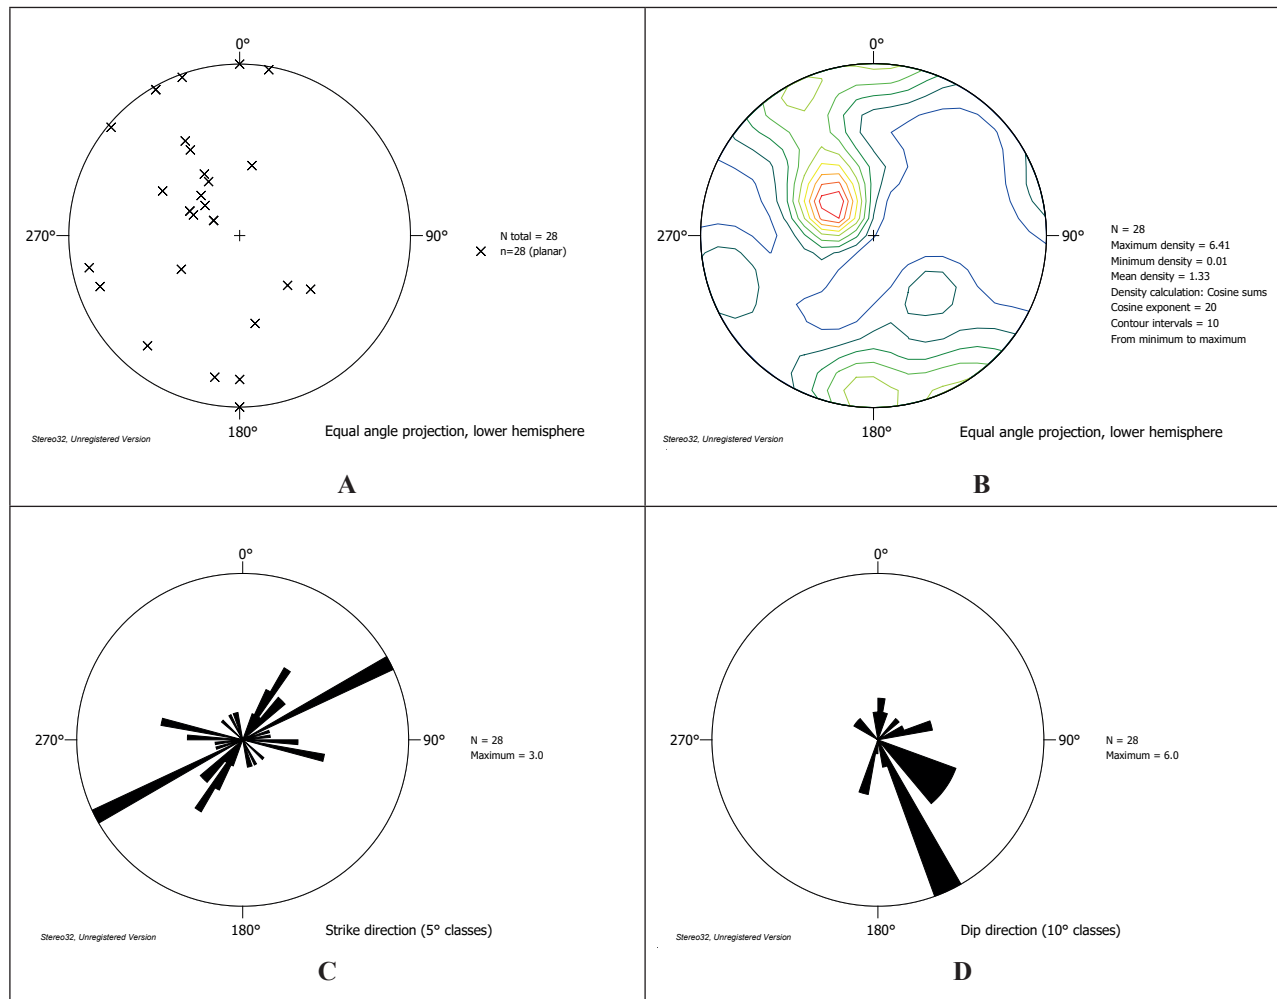 0°
270°
90°
180°
N total = 28
n=28 (planar)
Stereo32, Unregistered Version
Equal angle projection, lower hemisphere
A
0°
270°
90°
180°
N = 28
Maximum density = 6.41
Minimum density = 0.01
Mean density = 1.33
Density calculation: Cosine sums
Cosine exponent = 20
Contour intervals = 10
From minimum to maximum
Stereo32, Unregistered Version
Equal angle projection, lower hemisphere
B
0°
270°
90°
180°
N = 28
Maximum = 3.0
Stereo32, Unregistered Version
Strike direction (5° classes)
C
0°
270°
90°
180°
N = 28
Maximum = 6.0
Stereo32, Unregistered Version
Dip direction (10° classes)
D